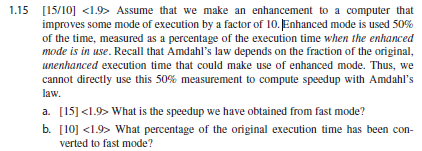 1.15 [15/10] <1.9> Assume that we make an enhancement to a computer that
improves some mode of execution by a factor of 10. Enhanced mode is used 50%
of the time, measured as a percentage of the execution time when the enhanced
mode is in use. Recall that Amdahl's law depends on the fraction of the original,
unenhanced execution time that could make use of enhanced mode. Thus, we
cannot directly use this 50% measurement to compute speedup with Amdahl's
law.
a. [15] <1.9> What is the speedup we have obtained from fast mode?
b. [10] <1.9> What percentage of the original execution time has been con-
verted to fast mode?